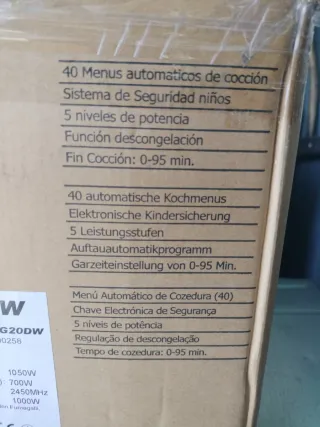 40 Menus automaticos de cocción
Sistema de Seguridad niños
5 niveles de potencia
Función descongelación
Fin Cocción: 0-95 min.
40 automatische Kochmenus
Elektronische Kindersicherung
5 Leistungsstufen
Auftauautomatikprogramm
Garzeiteinstellung von 0-95 Min.
Menú Automático de Cozedura (40)
Chave Electrónica de Segurança
5 níveis de potência
Regulação de descongelação
Tempo de cozedura: 0-95 min.
W
G20DW
00258
1050W
700W
2450MHz
1000W